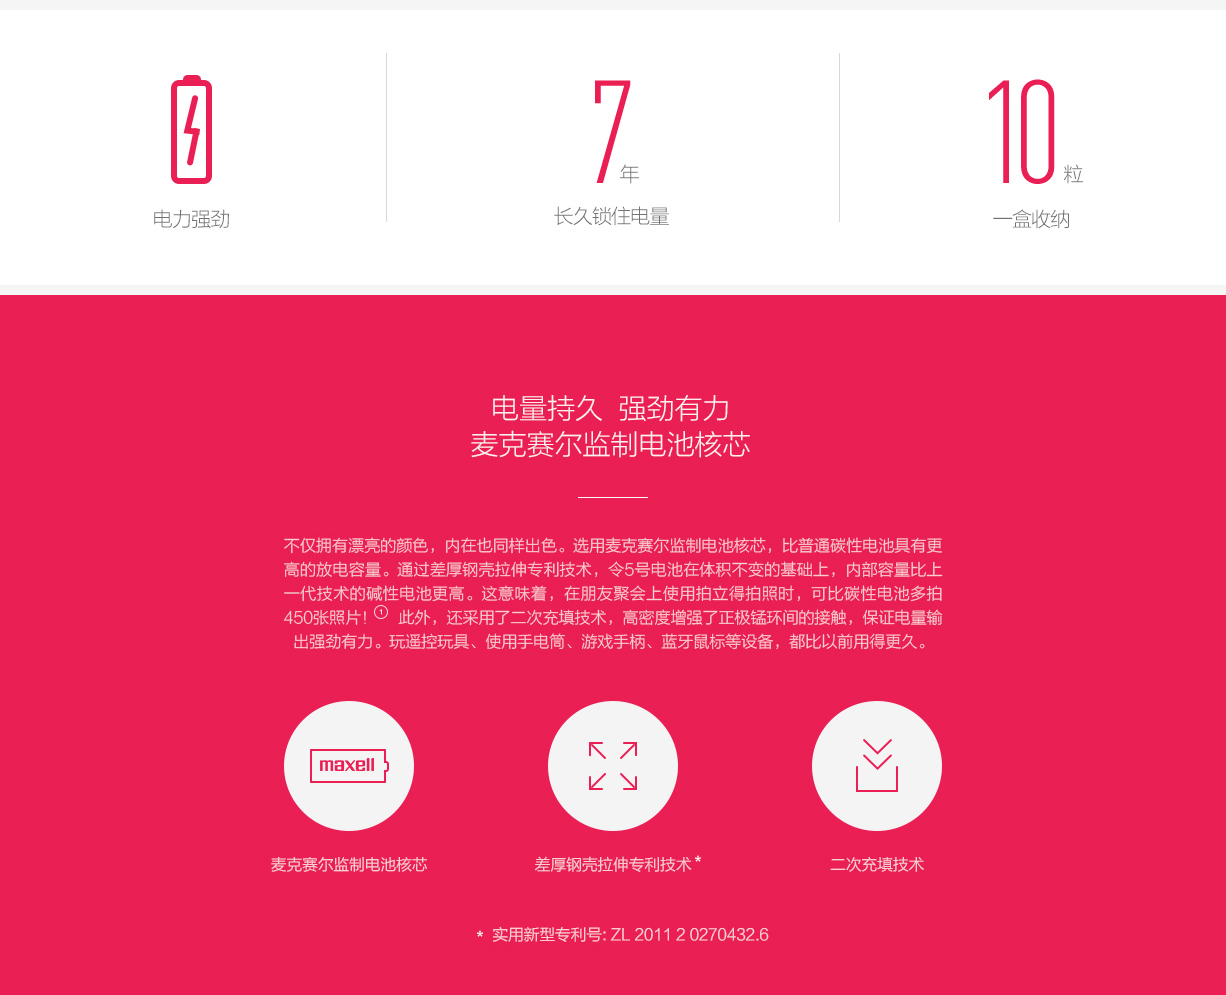 7年
10粒
电力强劲
长久锁住电量
一盒收纳
电量持久 强劲有力
麦克赛尔监制电池核芯
不仅拥有漂亮的颜色，内在也同样出色。选用麦克赛尔监制电池核芯，比普通碳性电池具有更
高的放电容量。通过差厚钢壳拉伸专利技术，令5号电池在体积不变的基础上，内部容量比上
一代技术的碱性电池更高。这意味着，在朋友聚会上使用拍立得拍照时，可比碳性电池多拍
450张照片!① 此外，还采用了二次充填技术，高密度增强了正极锰环间的接触，保证电量输
出强劲有力。玩遥控玩具、使用手电筒、游戏手柄、蓝牙鼠标等设备，都比以前用得更久。
maxell
麦克赛尔监制电池核芯
差厚钢壳拉伸专利技术*
二次充填技术
* 实用新型专利号: ZL 2011 2 0270432.6